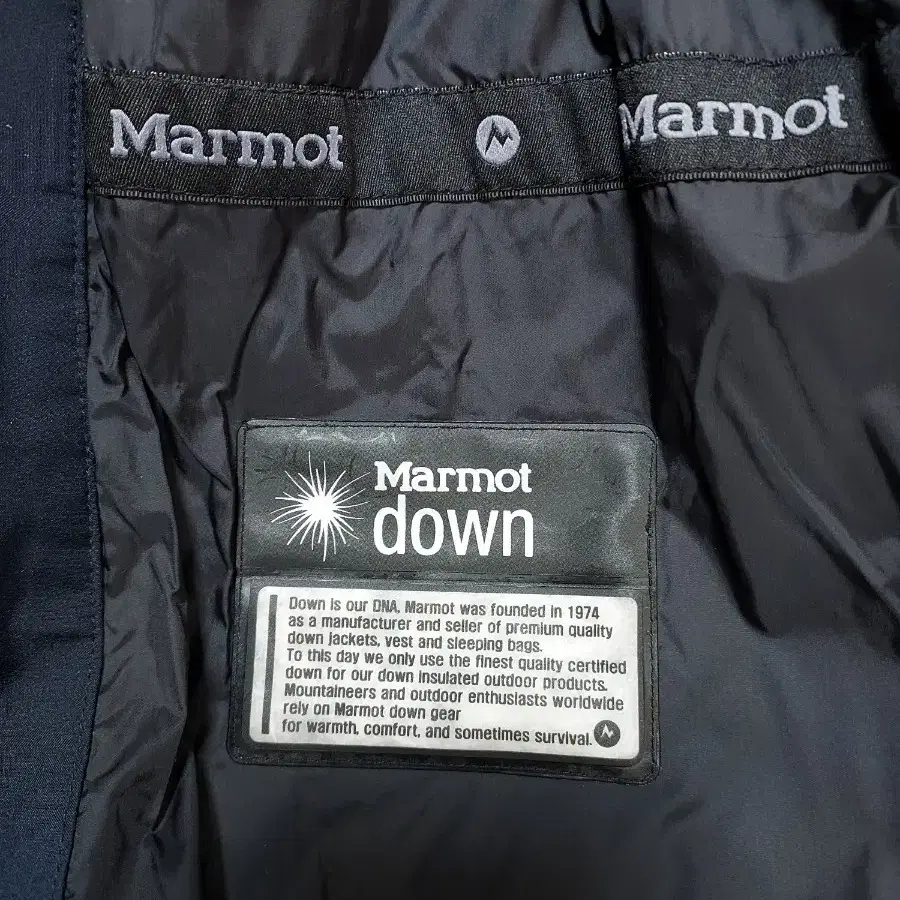 Marmot Marmot
Marmot
down
Down is our DNA, Marmot was founded in 1974
as a manufacturer and seller of premium quality
down jackets, vest and sleeping bags.
To this day we only use the finest quality certified
down for our down insulated outdoor products.
Mountaineers and outdoor enthusiasts worldwide
rely on Marmot down gear
for warmth, comfort, and sometimes survival.